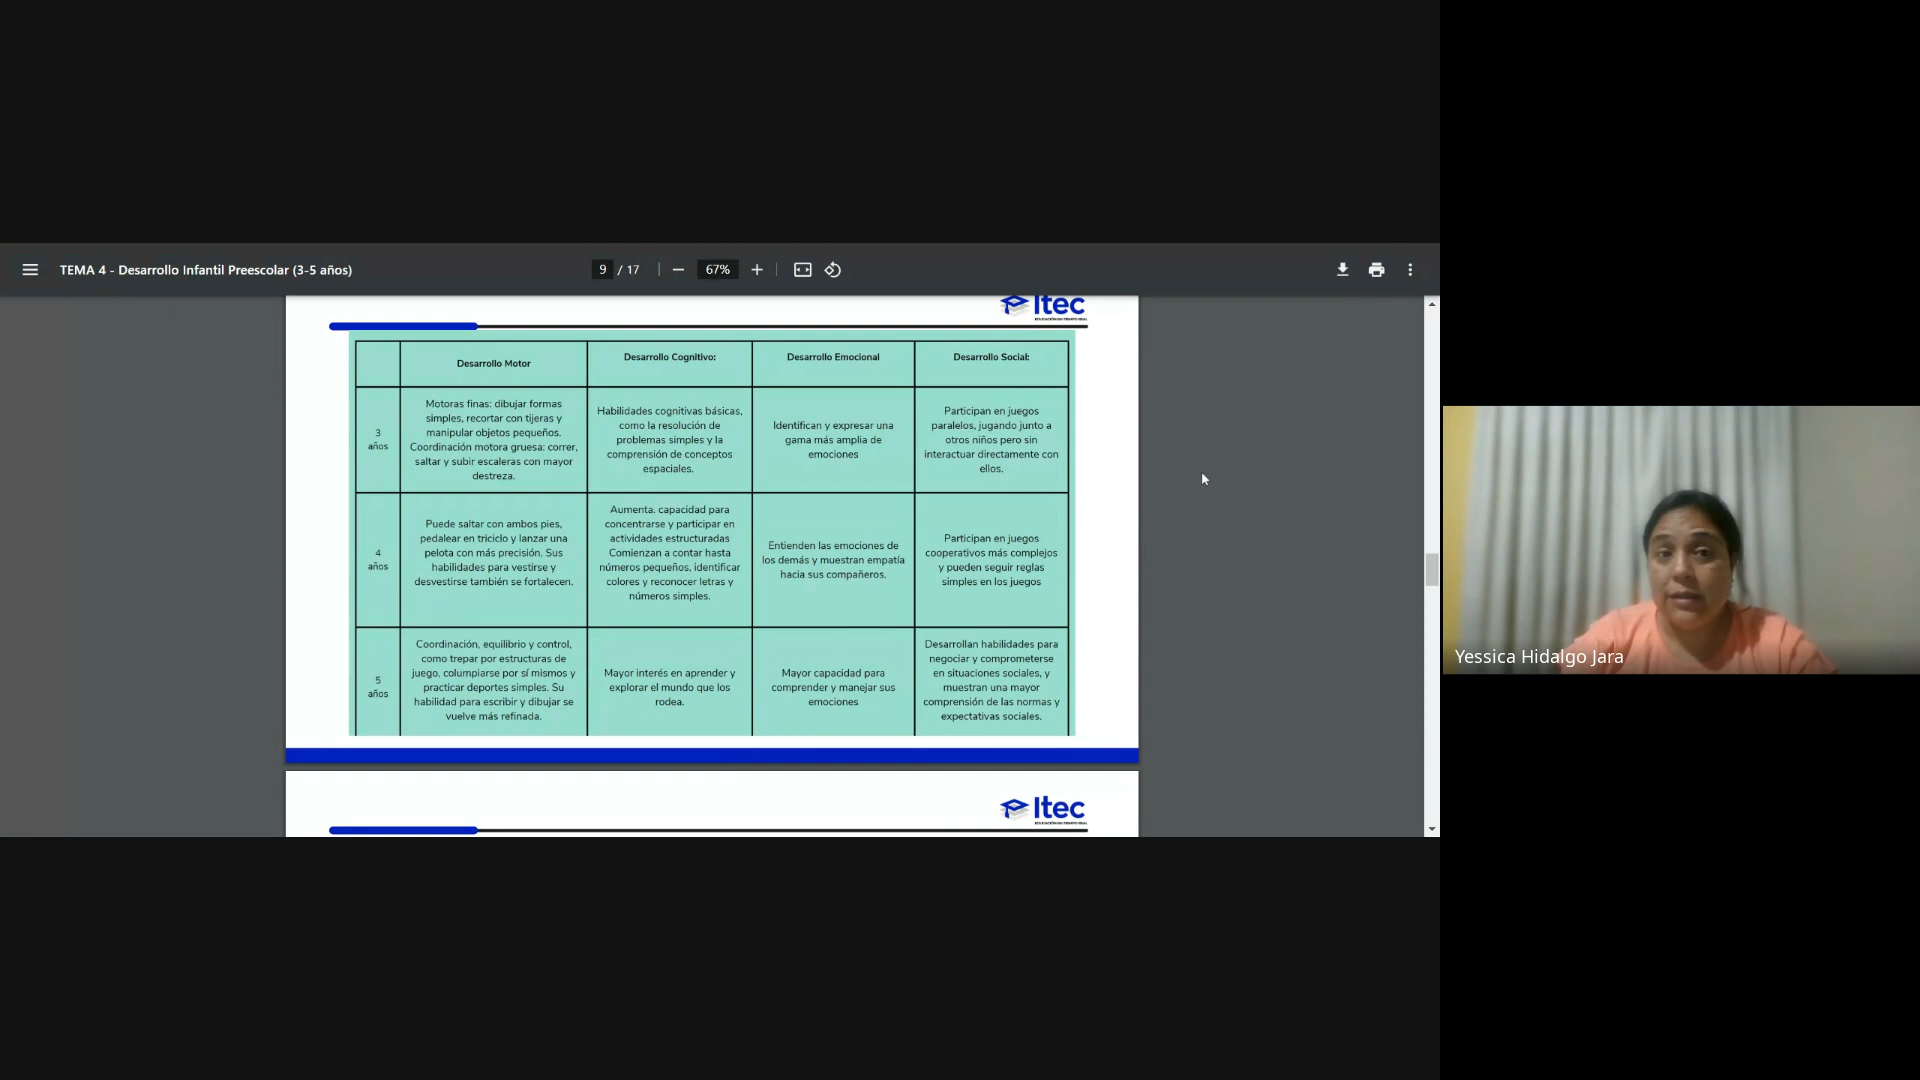 TEMA 4 - Desarrollo Infantil Preescolar (3-5 años)
9 / 17
67%
Itec
Desarrollo Motor
Desarrollo Cognitivo:
Desarrollo Emocional
Desarrollo Social:
3
años
Motoras finas: dibujar formas
simples, recortar con tijeras y
manipular objetos pequeños.
Coordinación motora gruesa: correr,
saltar y subir escaleras con mayor
destreza.
Habilidades cognitivas básicas,
como la resolución de
problemas simples y la
comprensión de conceptos
espaciales.
Identifican y expresar una
gama más amplia de
emociones
Participan en juegos
paralelos, jugando junto a
otros niños pero sin
interactuar directamente con
ellos.
4
años
Puede saltar con ambos pies,
pedalear en triciclo y lanzar una
pelota con más precisión. Sus
habilidades para vestirse y
desvestirse también se fortalecen.
Aumenta. capacidad para
concentrarse y participar en
actividades estructuradas
Comienzan a contar hasta
números pequeños, identificar
colores y reconocer letras y
números simples.
Entienden las emociones de
los demás y muestran empatía
hacia sus compañeros.
Participan en juegos
cooperativos más complejos
y pueden seguir reglas
simples en los juegos
5
años
Coordinación, equilibrio y control,
como trepar por estructuras de
juego, columpiarse por sí mismos y
practicar deportes simples. Su
habilidad para escribir y dibujar se
vuelve más refinada.
Mayor interés en aprender y
explorar el mundo que los
rodea.
Mayor capacidad para
comprender y manejar sus
emociones
Desarrollan habilidades para
negociar y comprometerse
en situaciones sociales, y
muestran una mayor
comprensión de las normas y
expectativas sociales.
Itec
EDUCACIÓN EN TIEMPO REAL
Yessica Hidalgo Jara